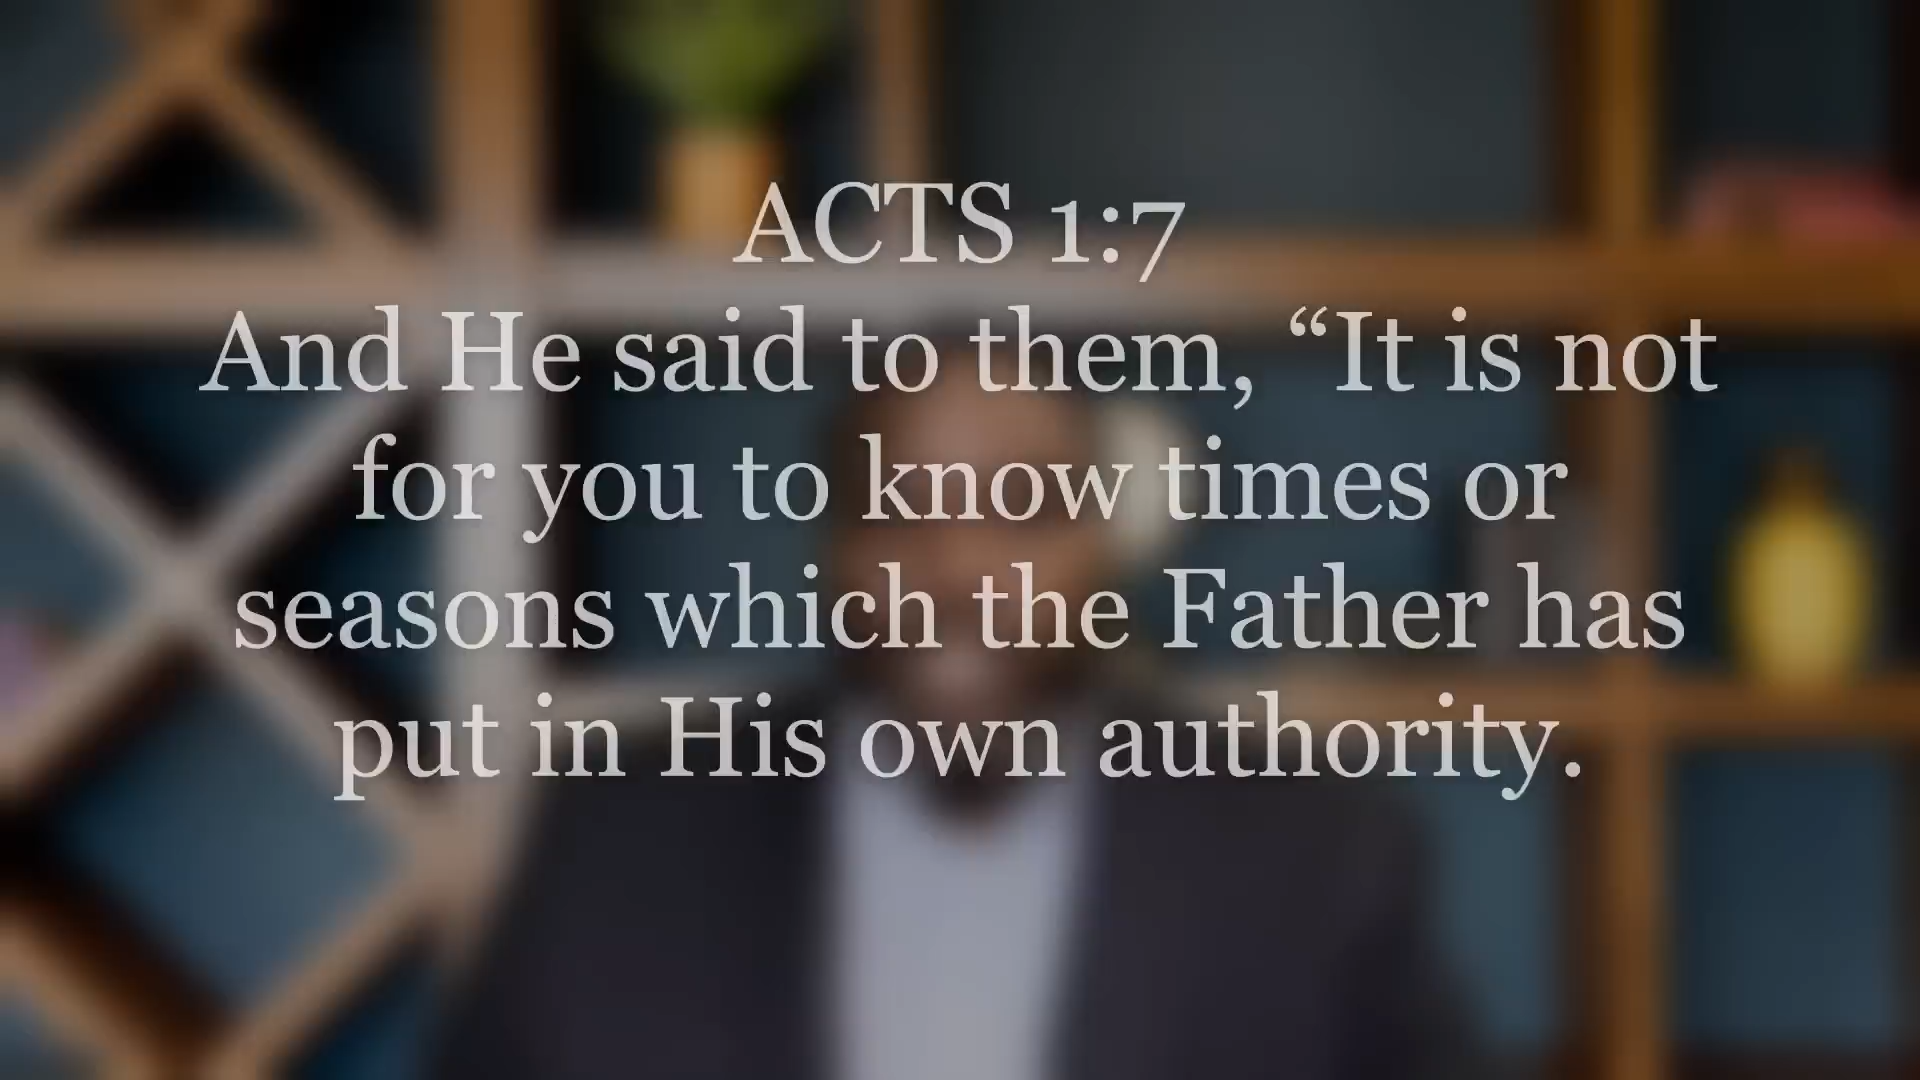 ACTS 1:7
And He said to them, “It is not
for you to know times or
seasons which the Father has
put in His own authority.